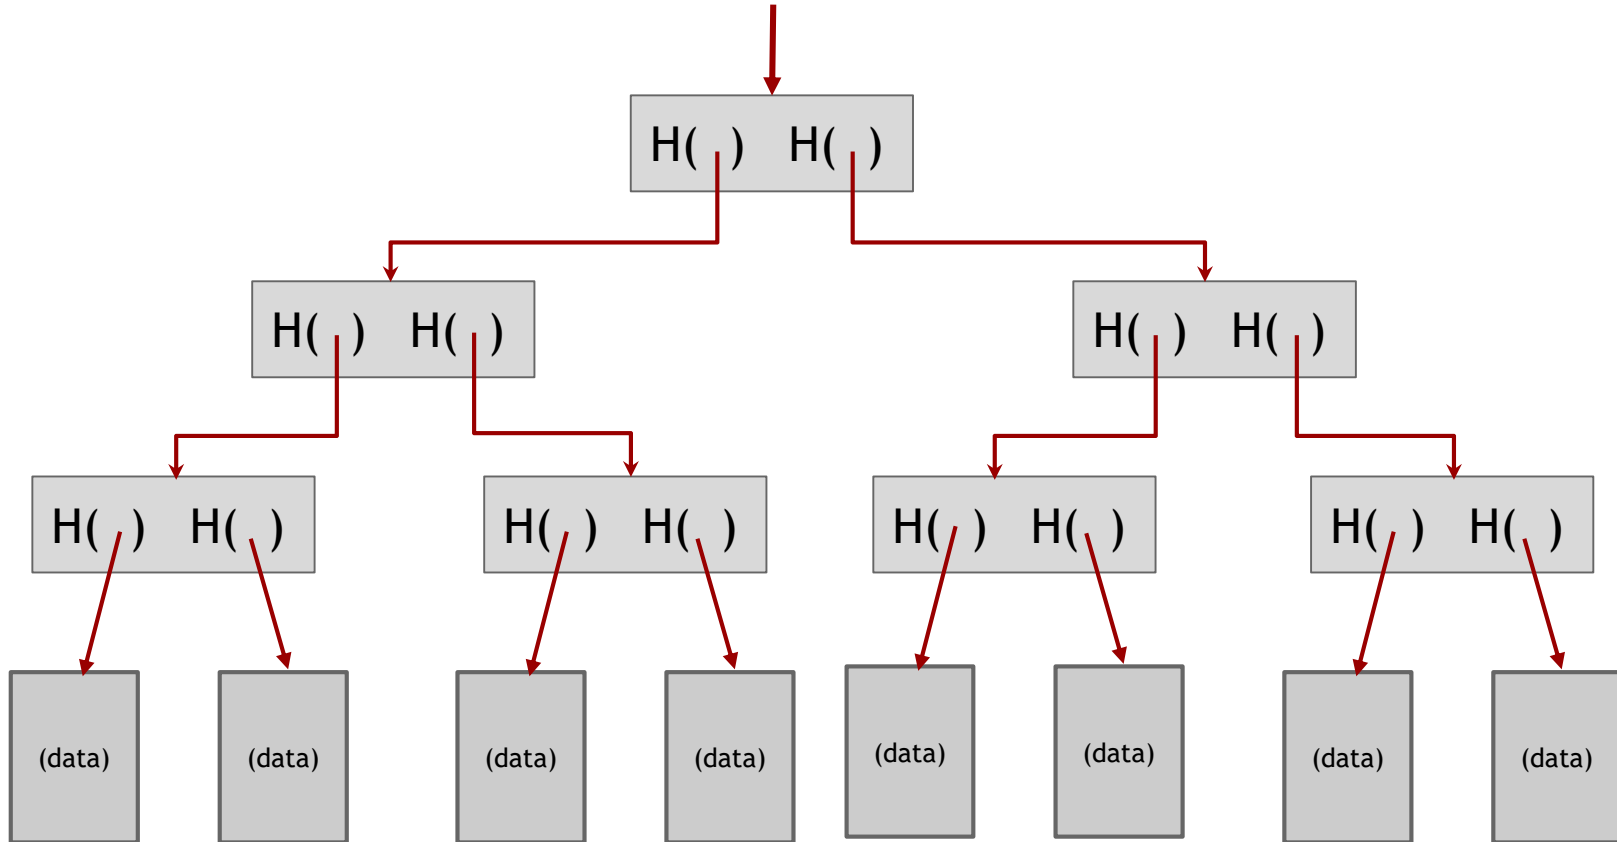 H( ) H( )
H( ) H( ) H( ) H( )
H( ) H( ) H( ) H( ) H( ) H( ) H( ) H( )
(data) (data) (data) (data) (data) (data) (data) (data)